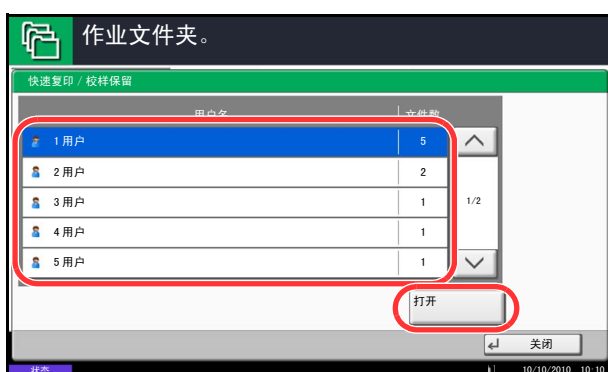 作业文件夹。
快速复印 / 校样保留
用户名 文件数
1 用户 5
2 用户 2
3 用户 1
1/2
4 用户 1
5 用户 1
打开
关闭
状态 10/10/2010 10:10